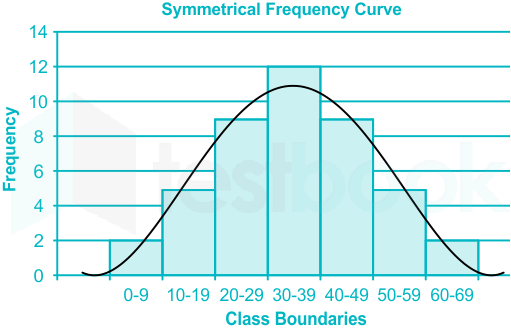 Symmetrical Frequency Curve
14
12
10
8
6
4
2
0
Frequency
testbook
0-9 10-19 20-29 30-39 40-49 50-59 60-69
Class Boundaries